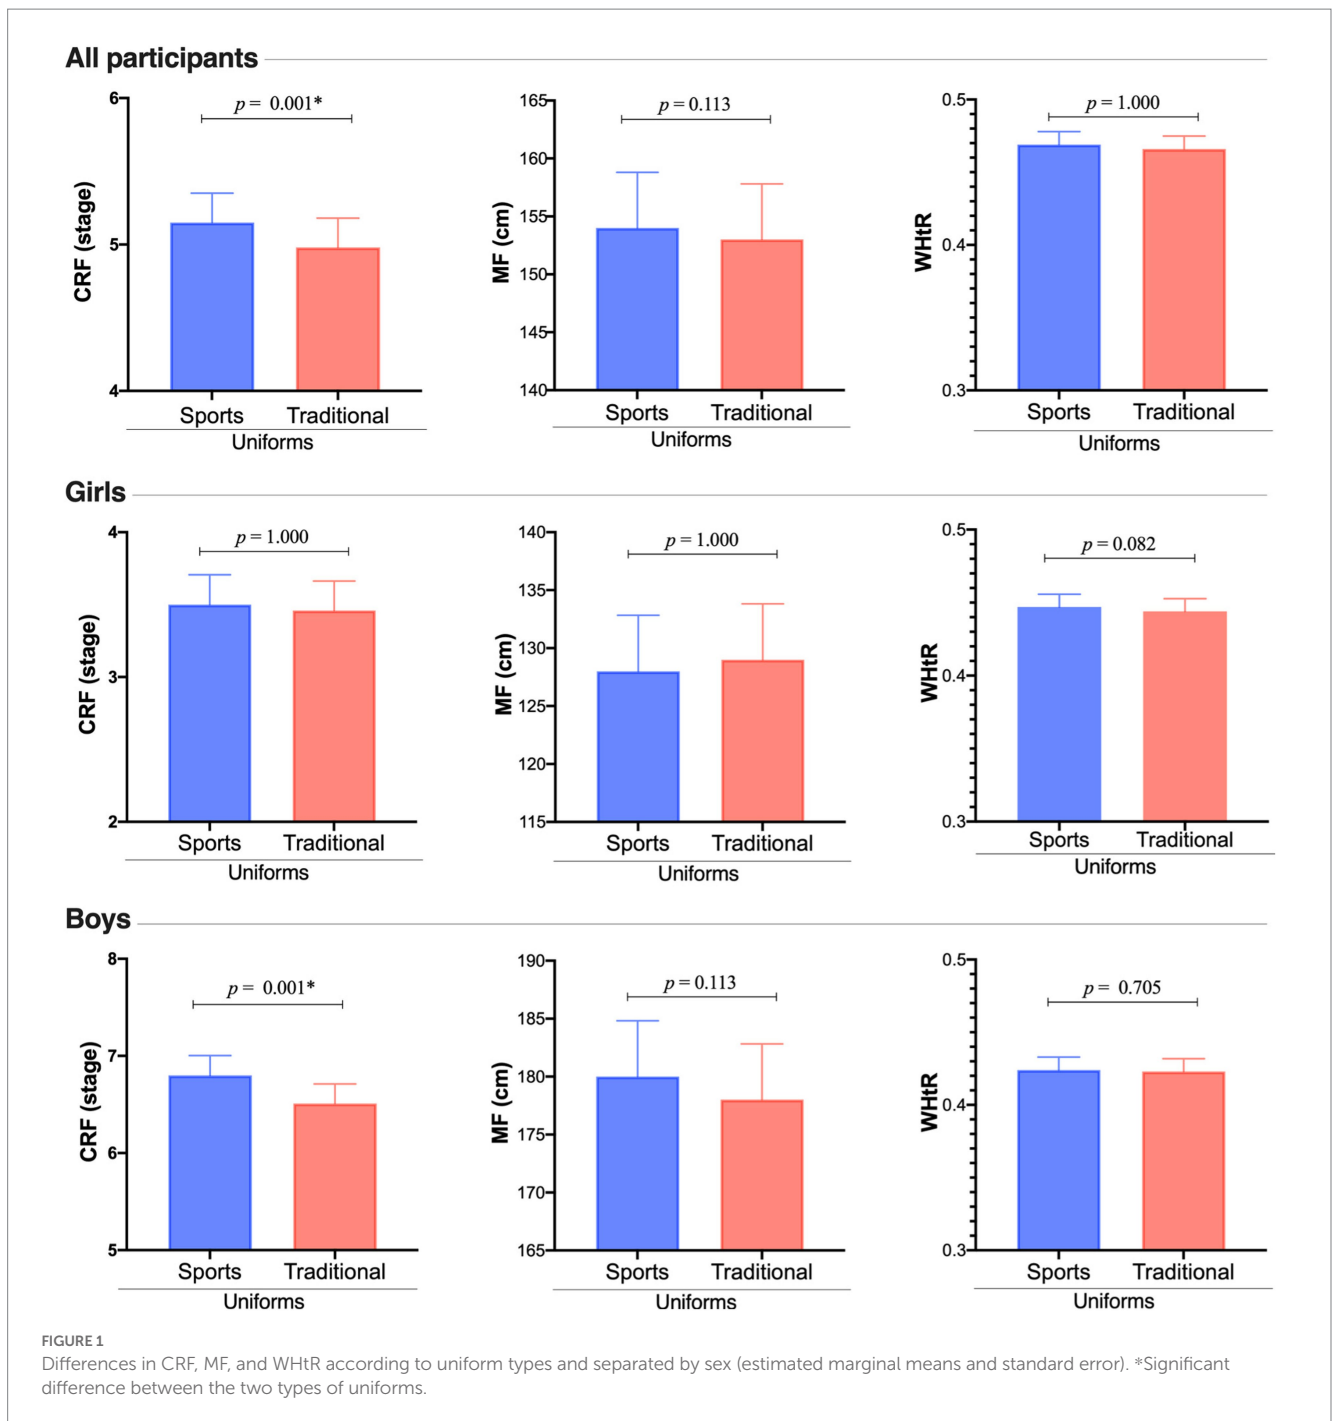 All participants
p = 0.001*
p = 0.113
p = 1.000
CRF (stage)
6
5
4
MF (cm)
165
160
155
150
145
140
WHtR
0.5
0.4
0.3
Sports Traditional
Uniforms
Sports Traditional
Uniforms
Sports Traditional
Uniforms
Girls
p = 1.000
p = 1.000
p = 0.082
CRF (stage)
4
3
2
MF (cm)
140
135
130
125
120
115
WHtR
0.5
0.4
0.3
Sports Traditional
Uniforms
Sports Traditional
Uniforms
Sports Traditional
Uniforms
Boys
p = 0.001*
p = 0.113
p = 0.705
CRF (stage)
8
7
6
5
MF (cm)
190
185
180
175
170
165
WHtR
0.5
0.4
0.3
Sports Traditional
Uniforms
Sports Traditional
Uniforms
Sports Traditional
Uniforms
FIGURE 1
Differences in CRF, MF, and WHtR according to uniform types and separated by sex (estimated marginal means and standard error). *Significant
difference between the two types of uniforms.